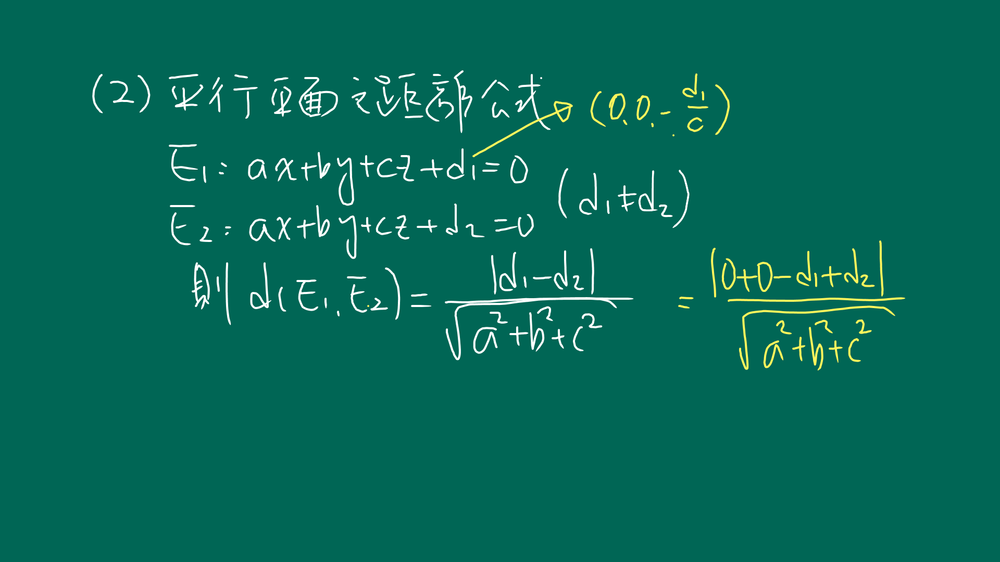 (2) 平行平面之距離公式 (0,0,-d₁/c)
E₁: ax+by+cz+d₁=0
(d₁≠d₂)
E₂: ax+by+cz+d₂=0
則 d(E₁,E₂) = |d₁-d₂| / √(a²+b²+c²) = |0+0-d₁+d₂| / √(a²+b²+c²)